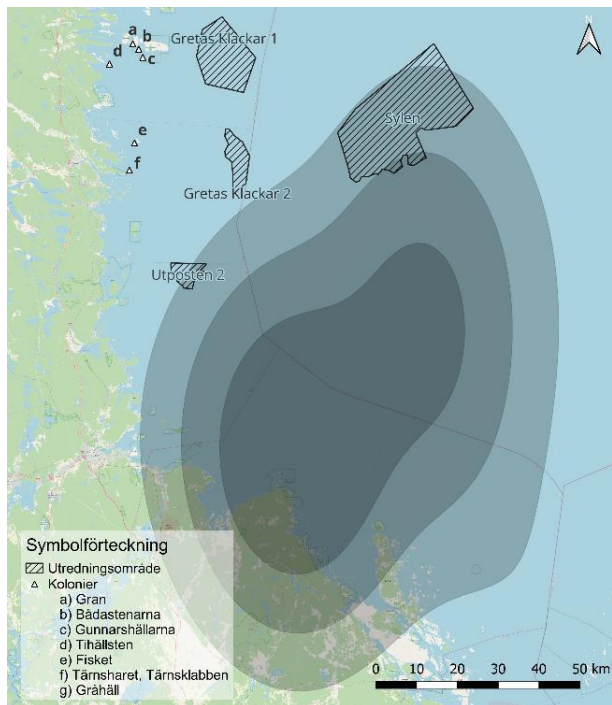 N
a
b
c
d
e
f
Gretas Klackar 1
Sylen
Gretas Klackar 2
Utposten 2
Symbolförteckning
Utredningsområde
Kolonier
a) Gran
b) Bådastenarna
c) Gunnarshällarna
d) Tihällsten
e) Fisket
f) Tärnsharet, Tärnsklabben
g) Gråhäll
0 10 20 30 40 50 km